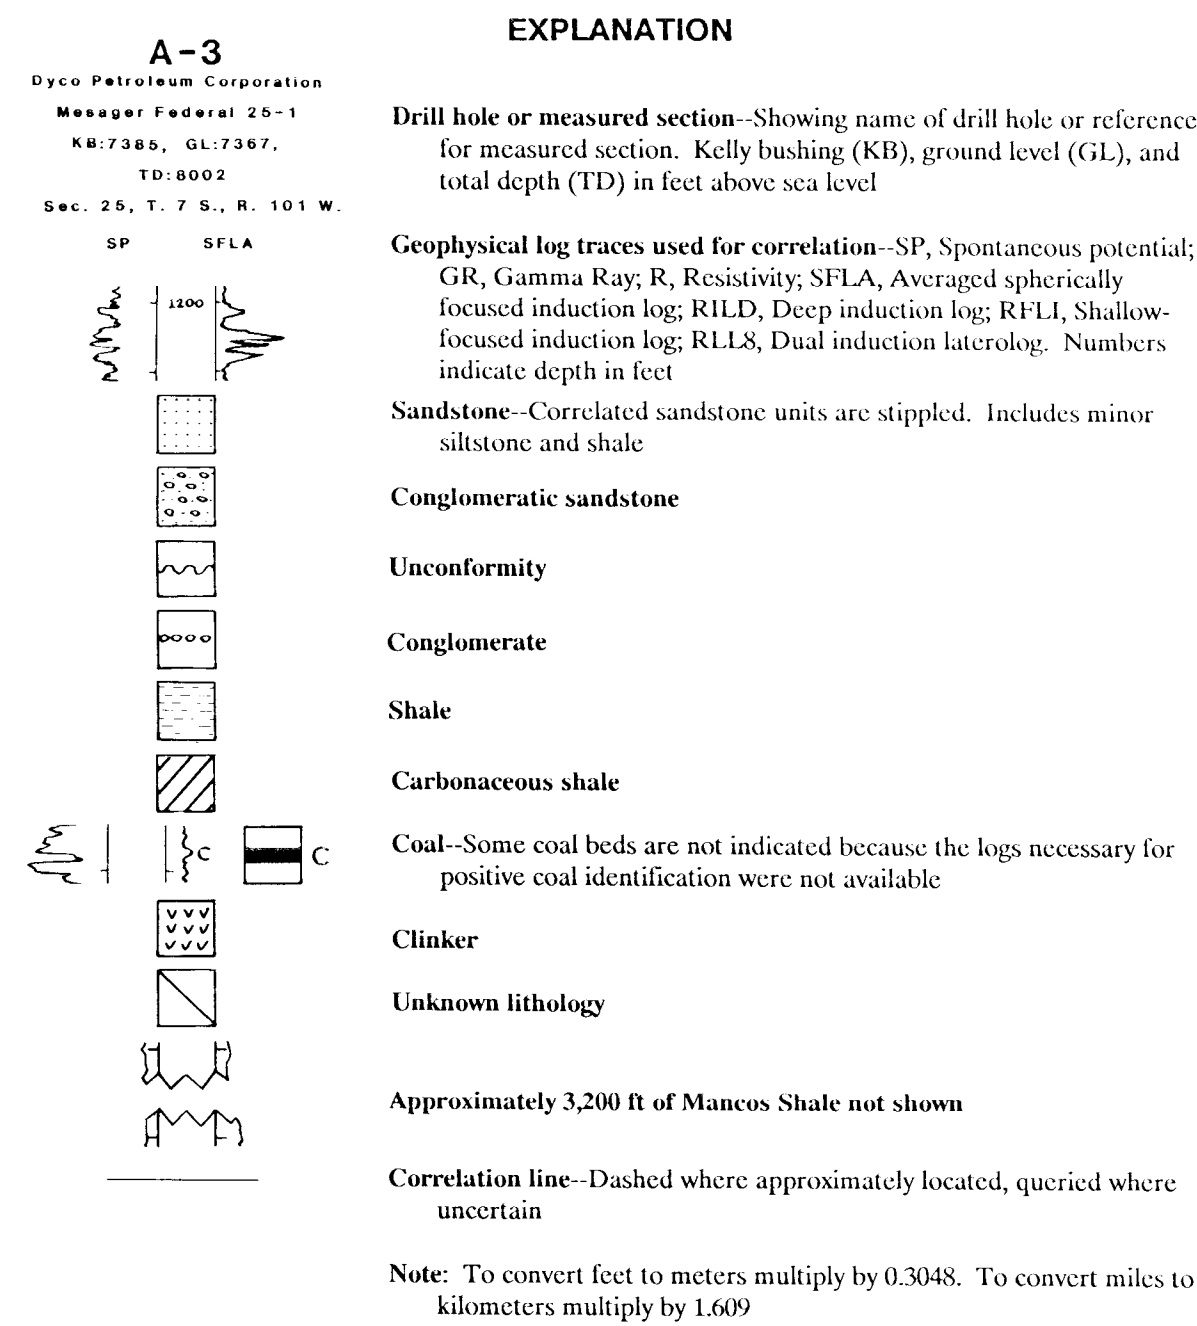 EXPLANATION
A-3
Dyco Petroleum Corporation
Mesager Federal 25-1
KB:7385, GL:7367,
TD:8002
Sec. 25, T. 7 S., R. 101 W.
Drill hole or measured section--Showing name of drill hole or reference
for measured section. Kelly bushing (KB), ground level (GL), and
total depth (TD) in feet above sea level
SP SFLA
1200
Geophysical log traces used for correlation--SP, Spontaneous potential;
GR, Gamma Ray; R, Resistivity; SFLA, Averaged spherically
focused induction log; RILD, Deep induction log; RFLI, Shallow-
focused induction log; RLL8, Dual induction laterolog. Numbers
indicate depth in feet
Sandstone--Correlated sandstone units are stippled. Includes minor
siltstone and shale
Conglomeratic sandstone
Unconformity
Conglomerate
Shale
Carbonaceous shale
C C
Coal--Some coal beds are not indicated because the logs necessary for
positive coal identification were not available
Clinker
Unknown lithology
Approximately 3,200 ft of Mancos Shale not shown
Correlation line--Dashed where approximately located, queried where
uncertain
Note: To convert feet to meters multiply by 0.3048. To convert miles to
kilometers multiply by 1.609